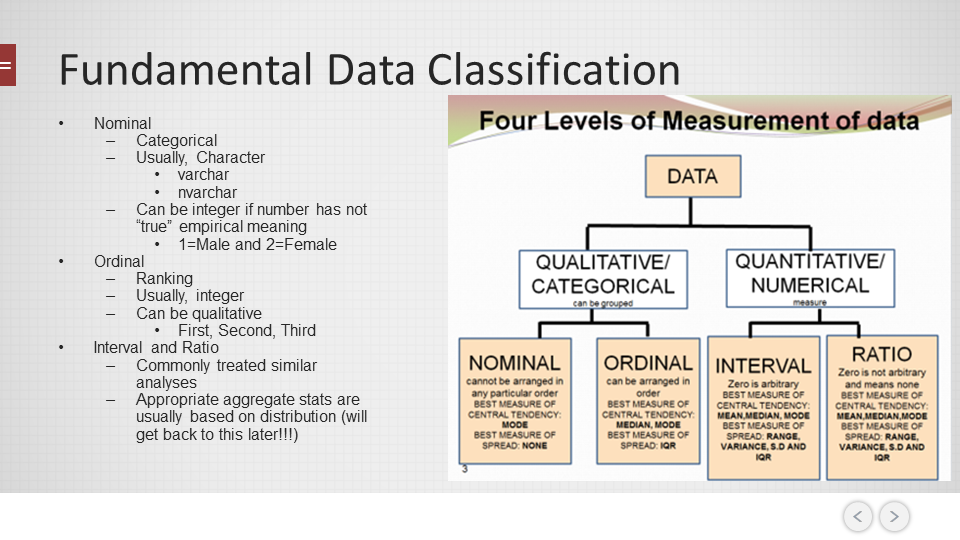 Fundamental Data Classification
• Nominal
– Categorical
– Usually, Character
• varchar
• nvarchar
– Can be integer if number has not
“true” empirical meaning
• 1=Male and 2=Female
• Ordinal
– Ranking
– Usually, integer
– Can be qualitative
• First, Second, Third
• Interval and Ratio
– Commonly treated similar
analyses
– Appropriate aggregate stats are
usually based on distribution (will
get back to this later!!!)
Four Levels of Measurement of data
DATA
QUALITATIVE/
CATEGORICAL
can be grouped
QUANTITATIVE/
NUMERICAL
measure
NOMINAL
cannot be arranged in
any particular order
BEST MEASURE OF
CENTRAL TENDENCY:
MODE
BEST MEASURE OF
SPREAD: NONE
ORDINAL
can be arranged in
order
BEST MEASURE OF
CENTRAL TENDENCY:
MEDIAN, MODE
BEST MEASURE OF
SPREAD: IQR
INTERVAL
Zero is arbitrary
BEST MEASURE OF
CENTRAL TENDENCY:
MEAN,MEDIAN, MODE
BEST MEASURE OF
SPREAD: RANGE,
VARIANCE, S.D AND
IQR
RATIO
Zero is not arbitrary
and means none
BEST MEASURE OF
CENTRAL TENDENCY:
MEAN,MEDIAN,MODE
BEST MEASURE OF
SPREAD: RANGE,
VARIANCE, S.D AND
IQR
3